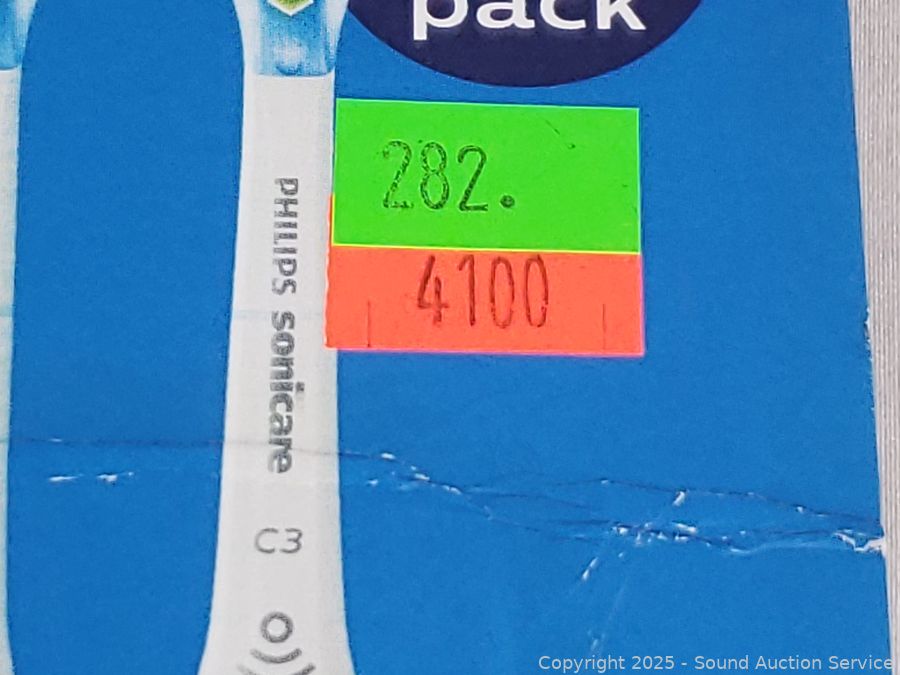 pack
282.
4100
PHILIPS sonicare
C3
Copyright 2025 - Sound Auction Service